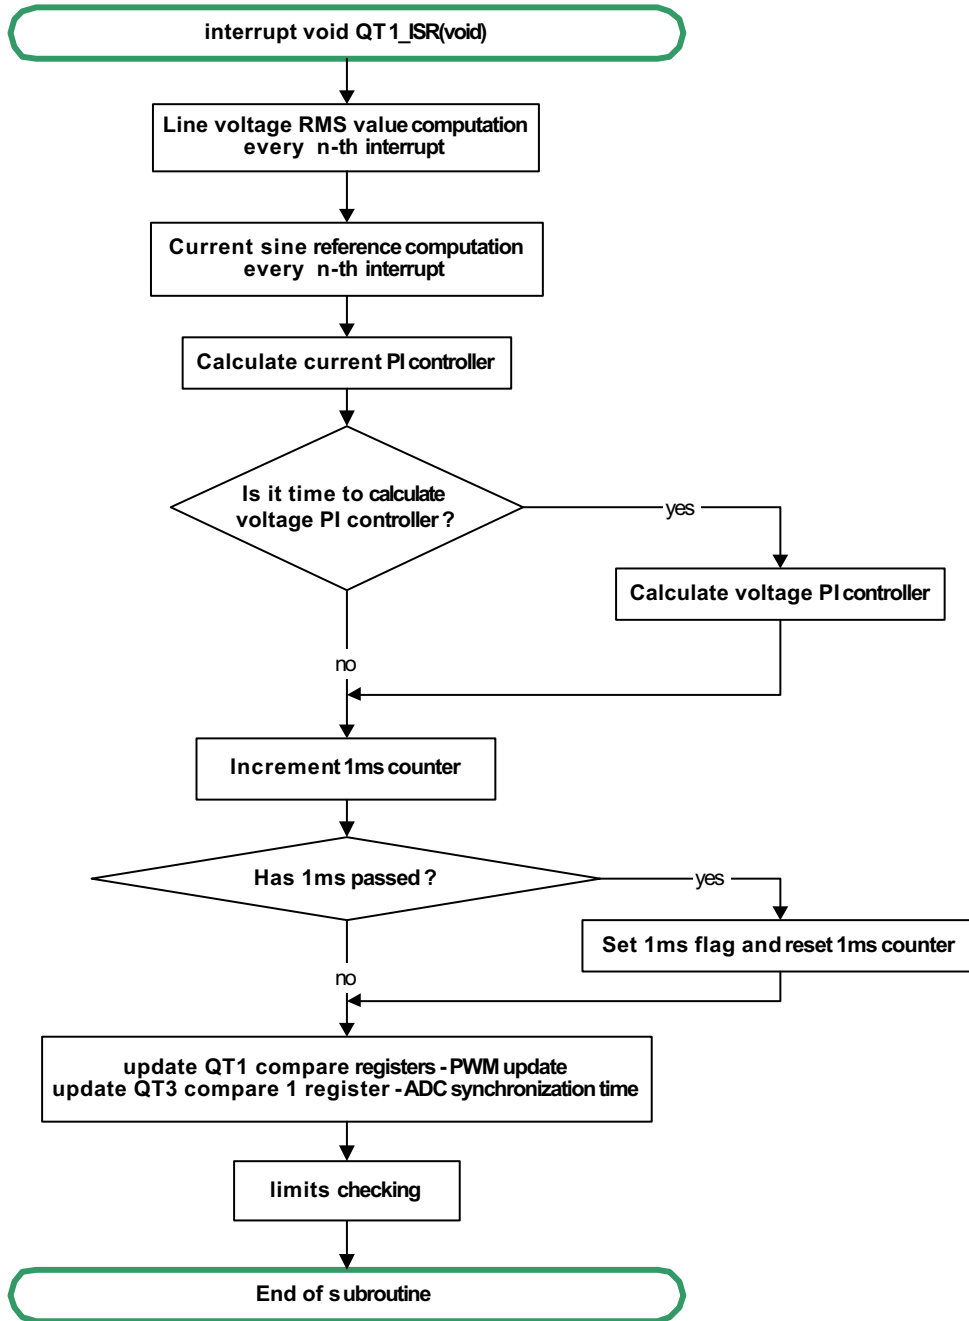 interrupt void QT1_ISR(void)
Line voltage RMS value computation
every n-th interrupt
Current sine reference computation
every n-th interrupt
Calculate current PI controller
Is it time to calculate
voltage PI controller ?
yes
Calculate voltage PI controller
no
Increment 1ms counter
Has 1ms passed ?
yes
Set 1ms flag and reset 1ms counter
no
update QT1 compare registers - PWM update
update QT3 compare 1 register - ADC synchronization time
limits checking
End of subroutine